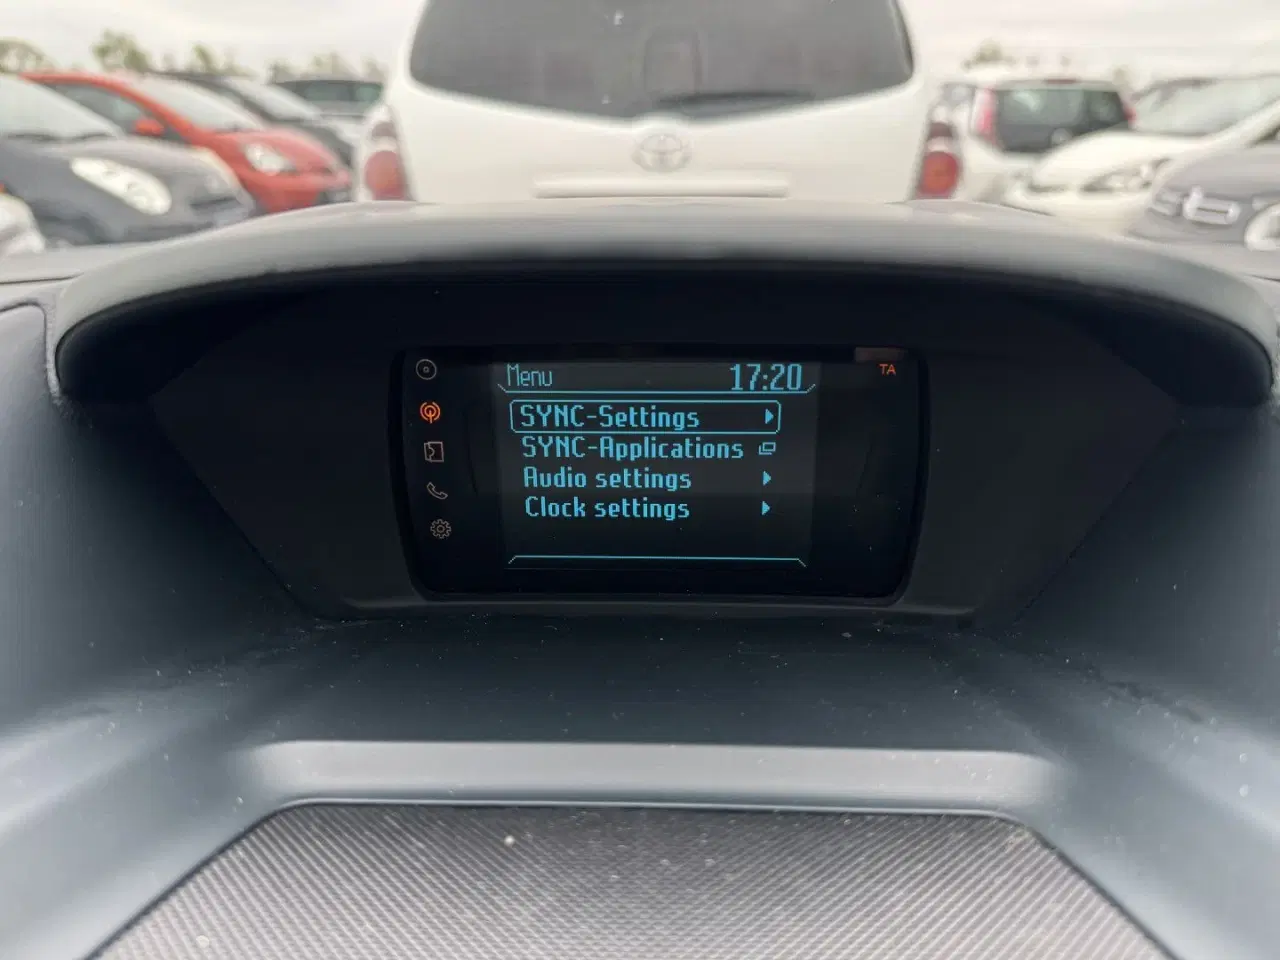 Menu 17:20 TA
SYNC-Settings
SYNC-Applications
Audio settings
Clock settings